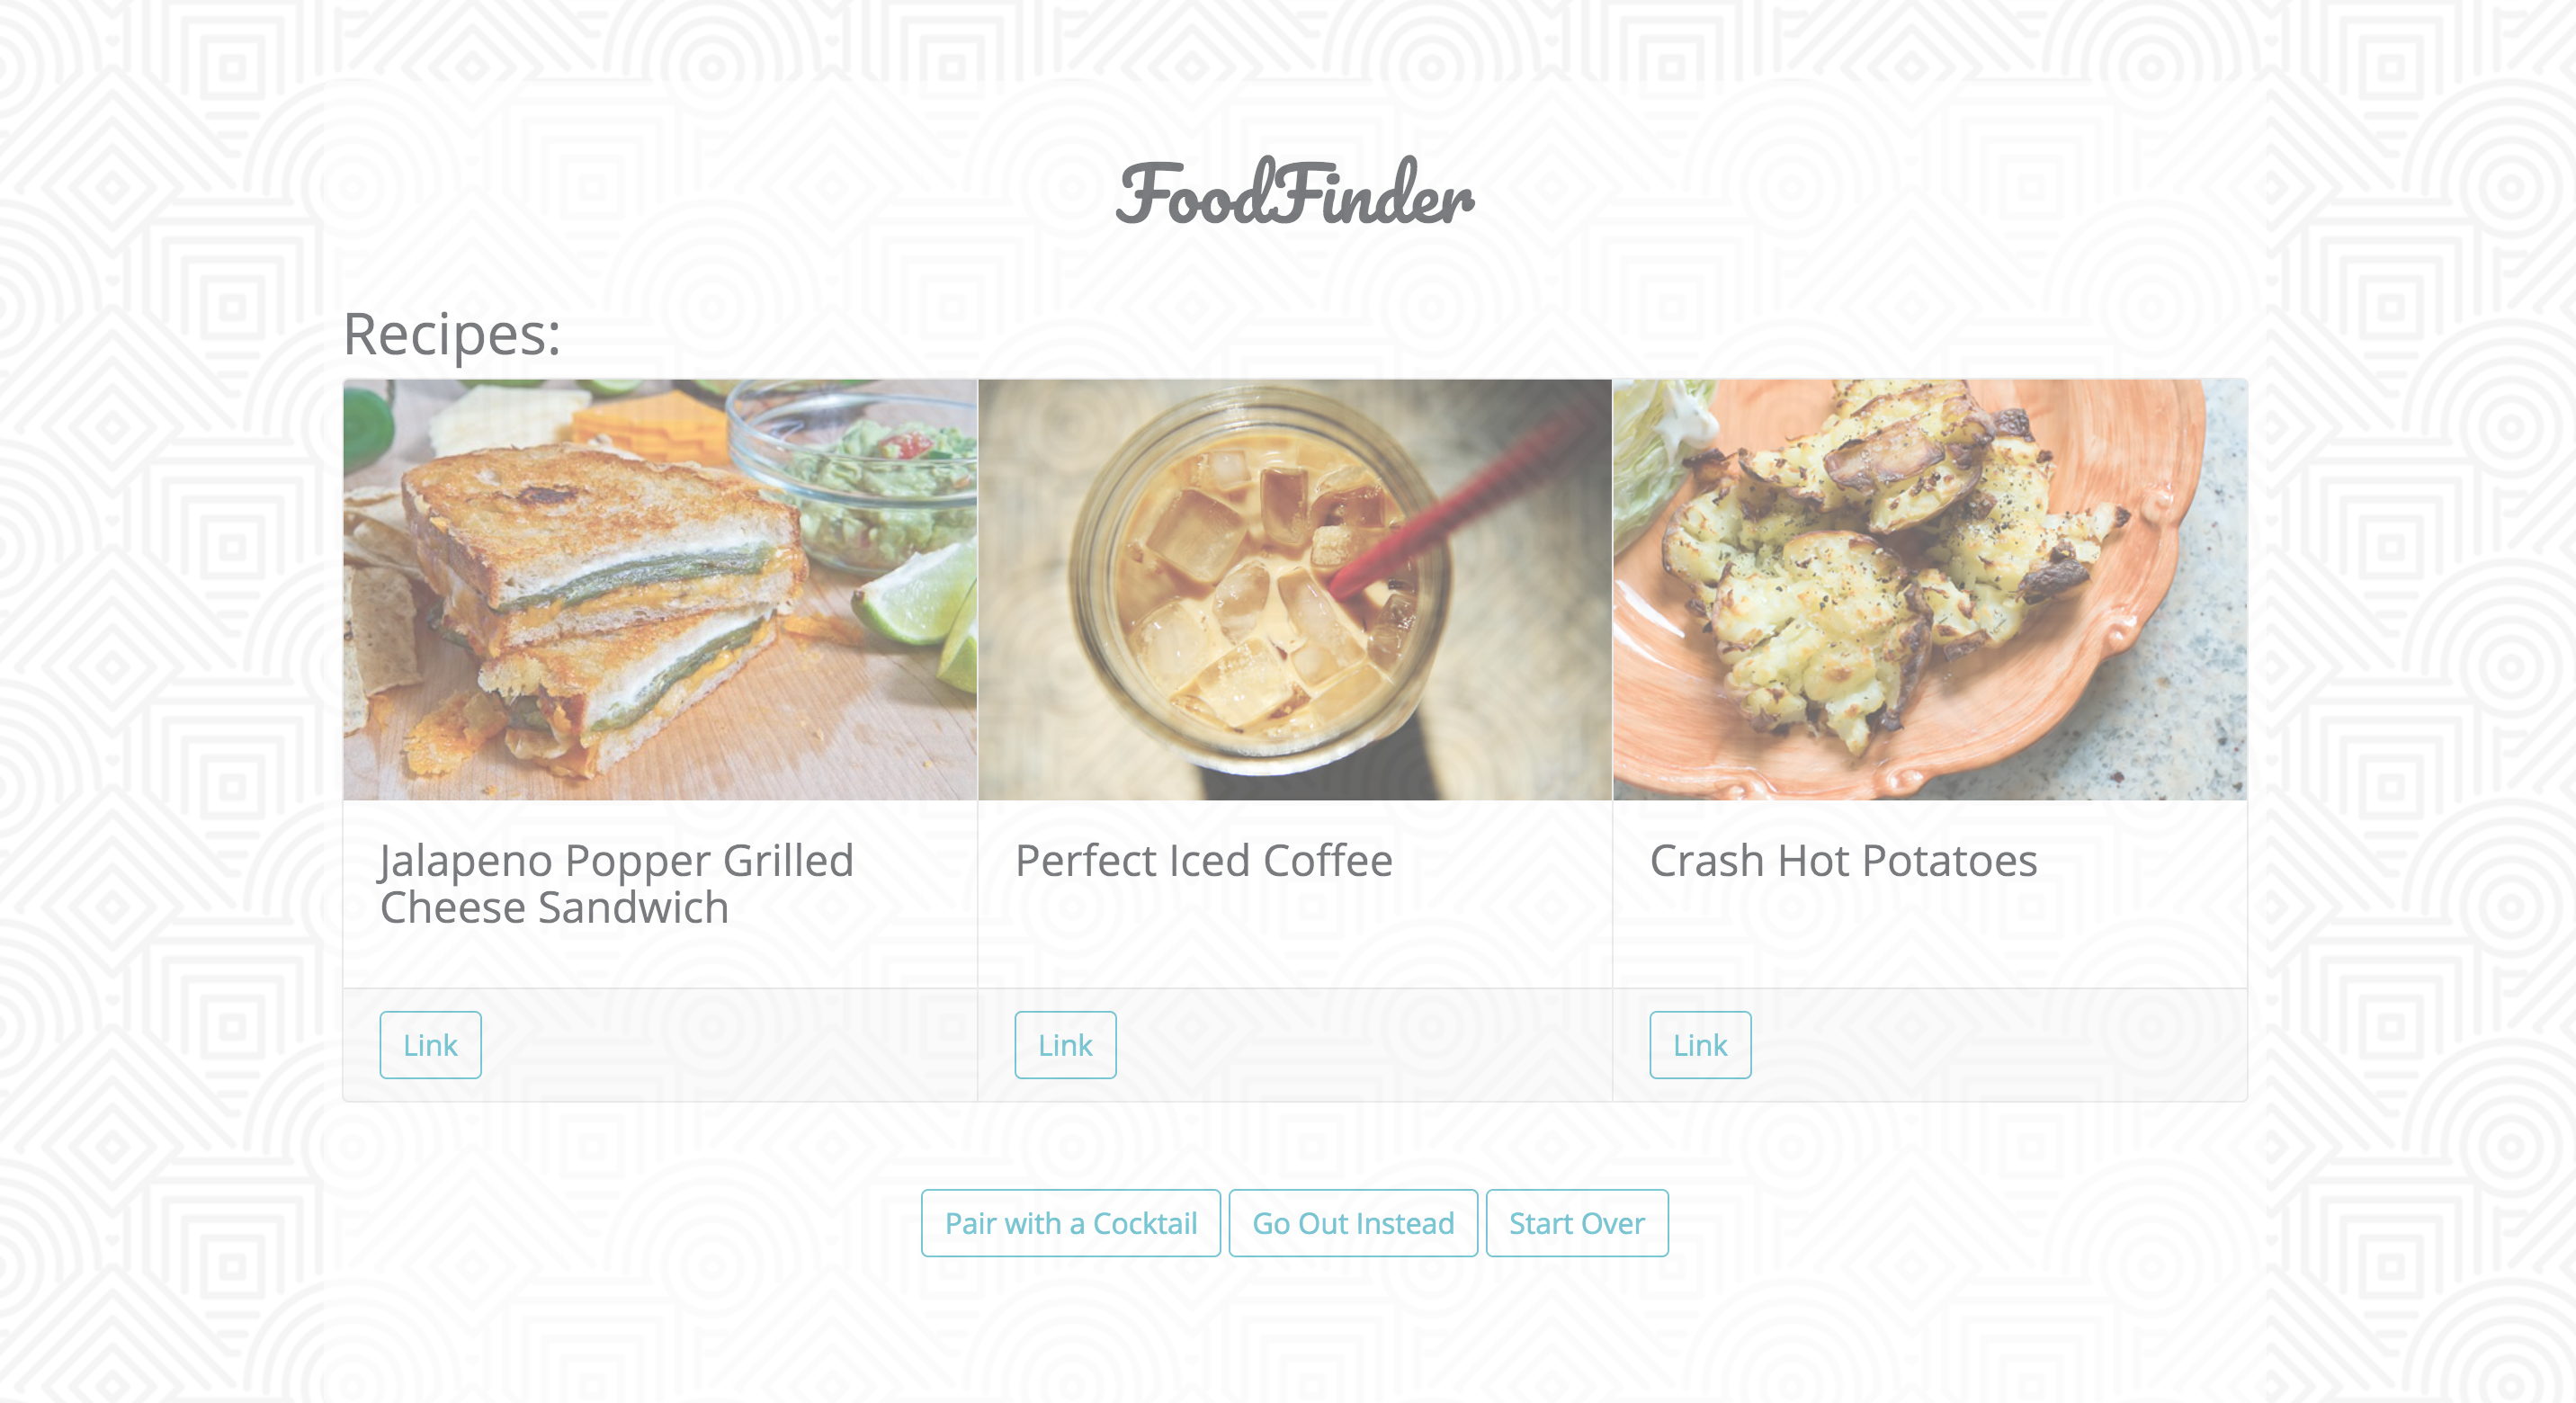 FoodFinder
Recipes:
Jalapeno Popper Grilled
Cheese Sandwich
Link
Perfect Iced Coffee
Link
Crash Hot Potatoes
Link
Pair with a Cocktail
Go Out Instead
Start Over